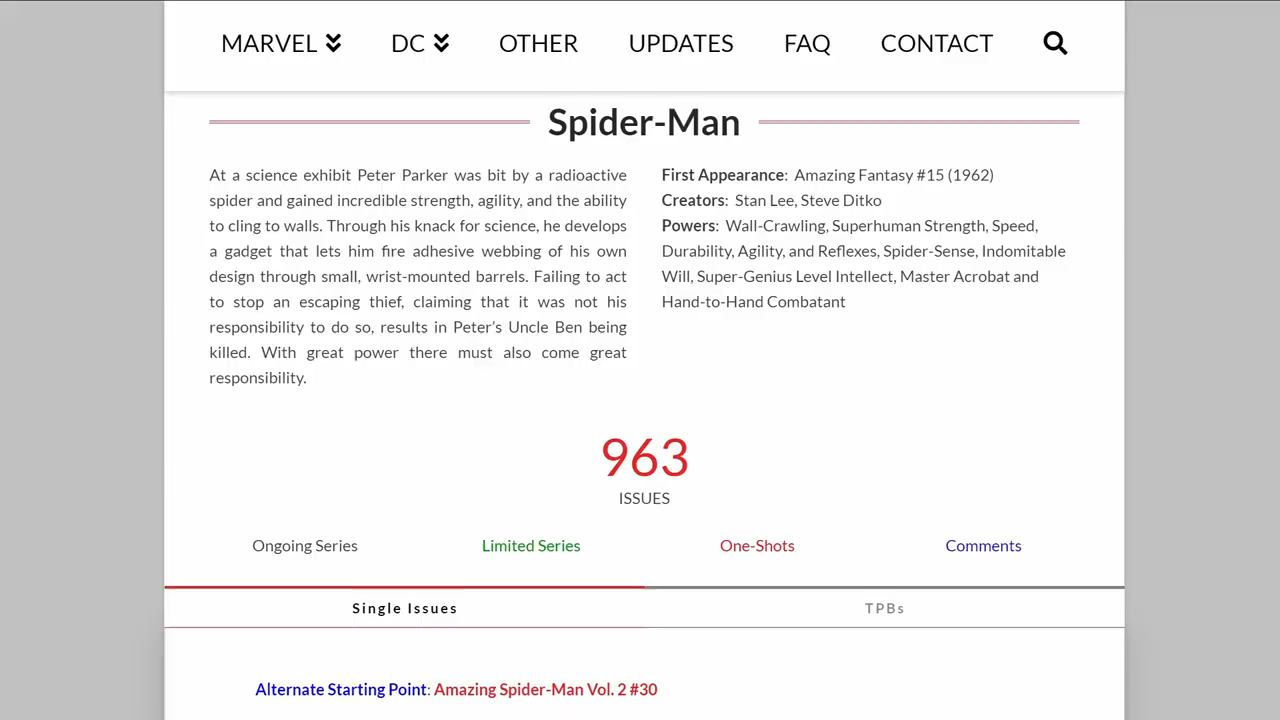 MARVEL DC OTHER UPDATES FAQ CONTACT
Spider-Man
At a science exhibit Peter Parker was bit by a radioactive
spider and gained incredible strength, agility, and the ability
to cling to walls. Through his knack for science, he develops
a gadget that lets him fire adhesive webbing of his own
design through small, wrist-mounted barrels. Failing to act
to stop an escaping thief, claiming that it was not his
responsibility to do so, results in Peter’s Uncle Ben being
killed. With great power there must also come great
responsibility.
First Appearance: Amazing Fantasy #15 (1962)
Creators: Stan Lee, Steve Ditko
Powers: Wall-Crawling, Superhuman Strength, Speed,
Durability, Agility, and Reflexes, Spider-Sense, Indomitable
Will, Super-Genius Level Intellect, Master Acrobat and
Hand-to-Hand Combatant
963
ISSUES
Ongoing Series Limited Series One-Shots Comments
Single Issues TPBs
Alternate Starting Point: Amazing Spider-Man Vol. 2 #30